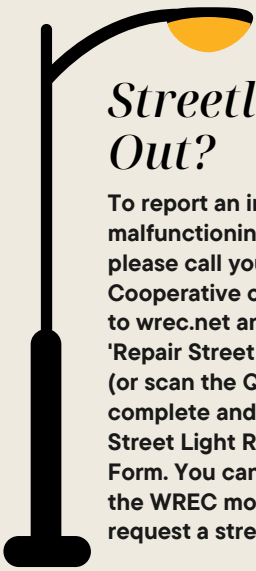 Streetl
Out?
To report an i
malfunctionin
please call you
Cooperative o
to wrec.net an
'Repair Street
(or scan the Q
complete and
Street Light R
Form. You can
the WREC mo
request a stre